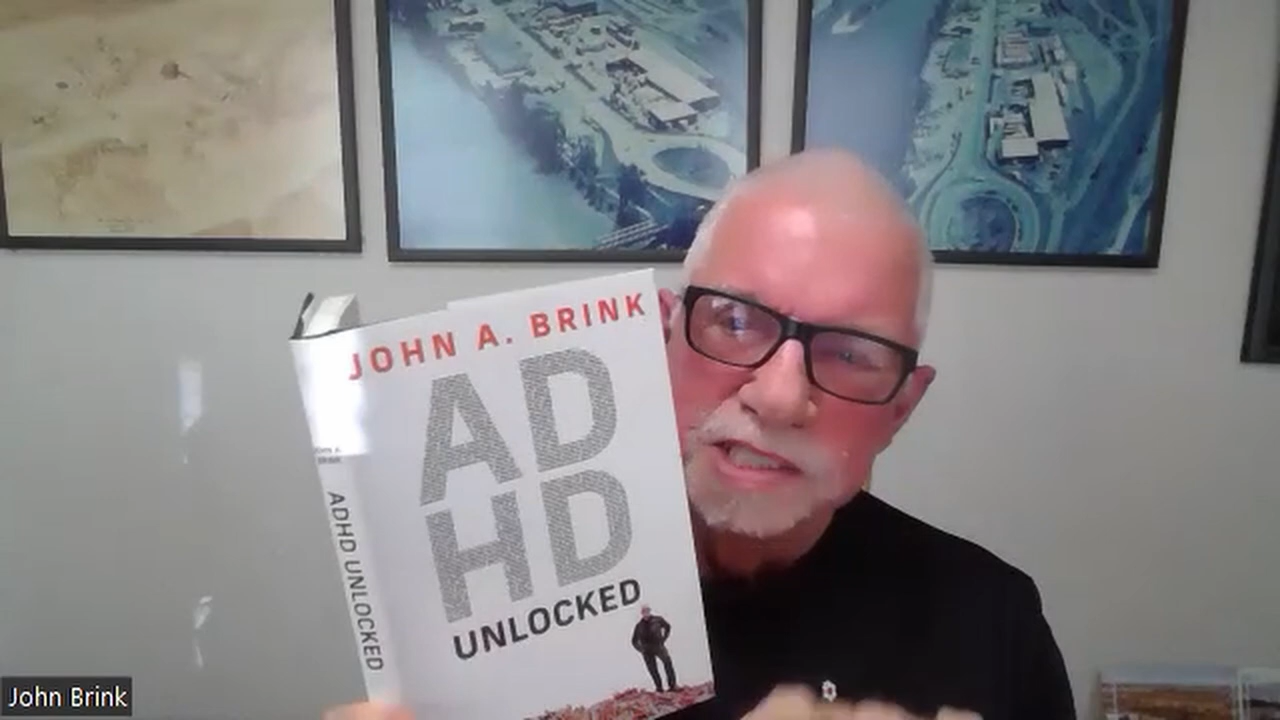 JOHN A. BRINK
AD
HD
UNLOCKED
ADHD UNLOCKED
John Brink